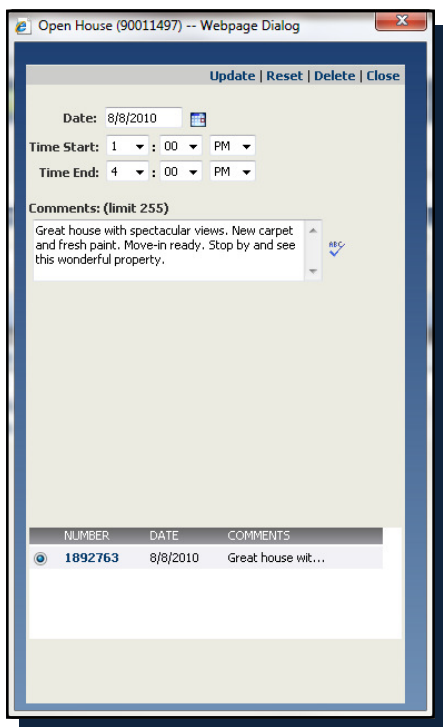 Open House (90011497) -- Webpage Dialog
Update | Reset | Delete | Close
Date: 8/8/2010
Time Start: 1 : 00 PM
Time End: 4 : 00 PM
Comments: (limit 255)
Great house with spectacular views. New carpet
and fresh paint. Move-in ready. Stop by and see
this wonderful property.
ABC
NUMBER DATE COMMENTS
1892763 8/8/2010 Great house wit...